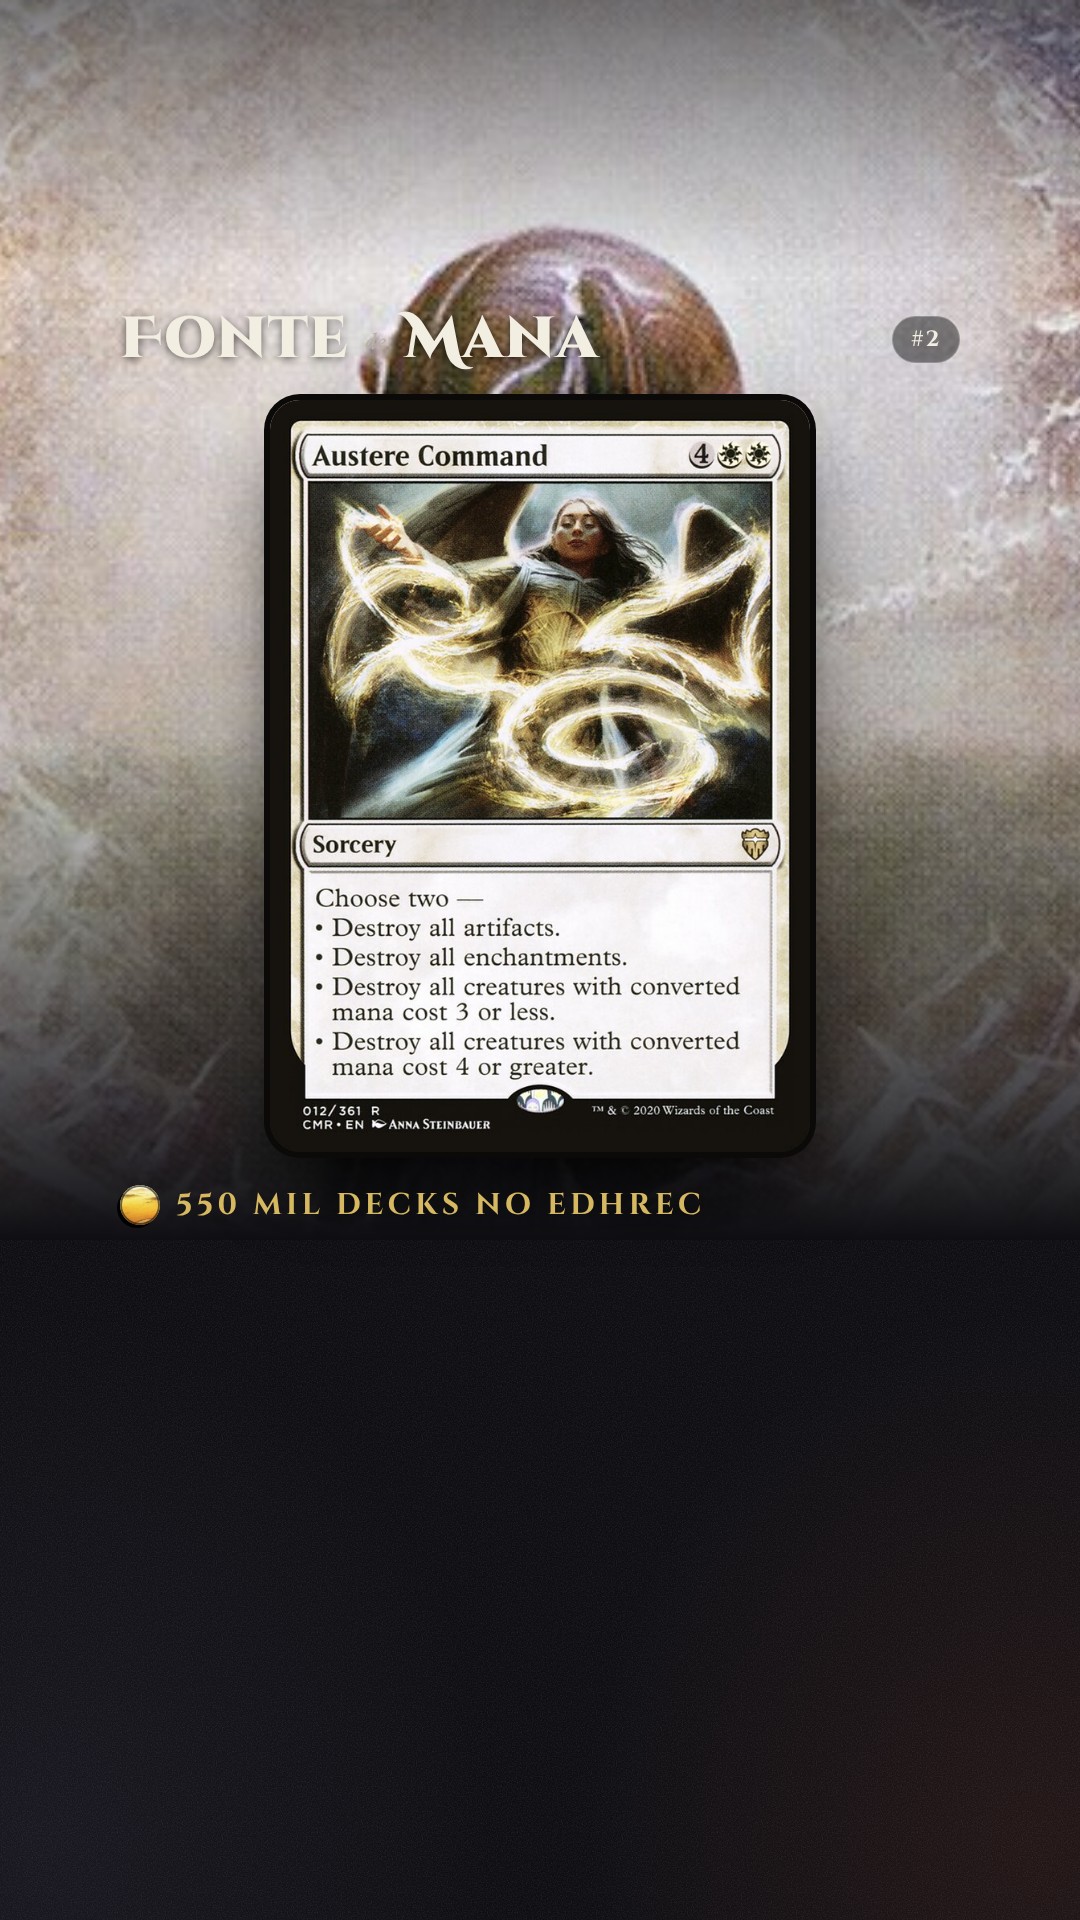 FONTE MANA
#2
Austere Command 4
Sorcery
Choose two —
• Destroy all artifacts.
• Destroy all enchantments.
• Destroy all creatures with converted
mana cost 3 or less.
• Destroy all creatures with converted
mana cost 4 or greater.
012/361 R
CMR • EN Anna Steinbauer
™ & © 2020 Wizards of the Coast
550 MIL DECKS NO EDHREC